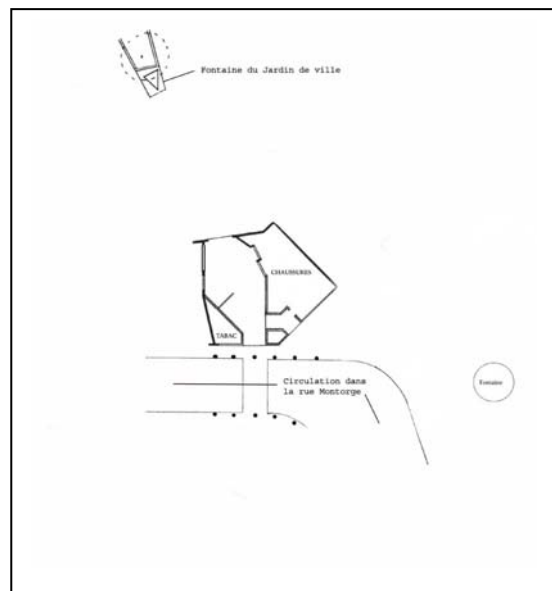 Fontaine du Jardin de ville
CHAUSSURES
TABAC
Circulation dans
la rue Montorge
Fontaine